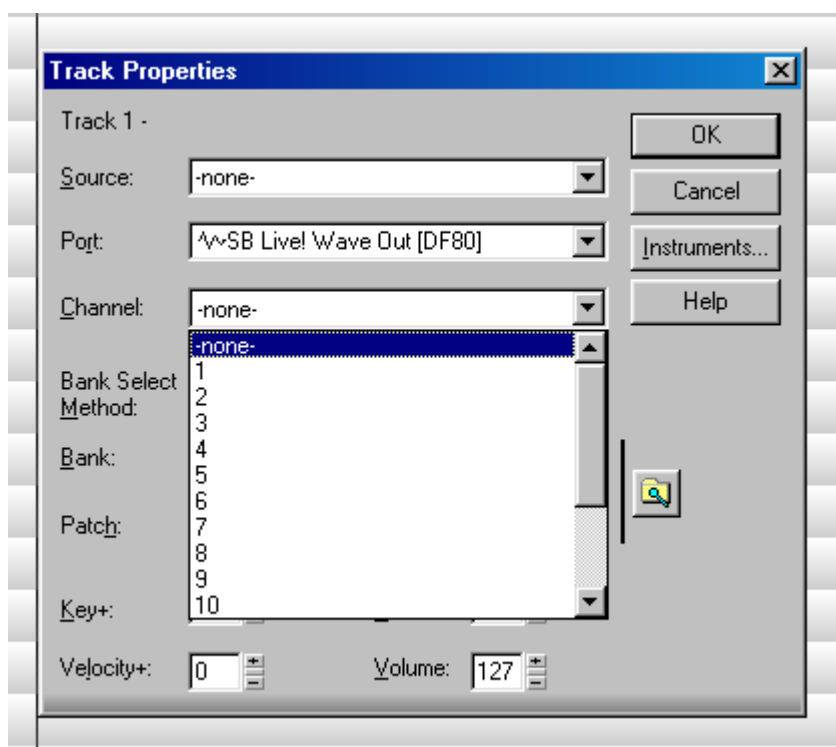 Track Properties
Track 1 -
OK
Source: -none-
Cancel
Port: SB Live! Wave Out [DF80]
Instruments...
Channel: -none-
Help
-none-
1
Bank Select
Method:
2
3
Bank:
4
5
6
Patch:
7
8
9
Key+:
10
Velocity+: 0 Volume: 127